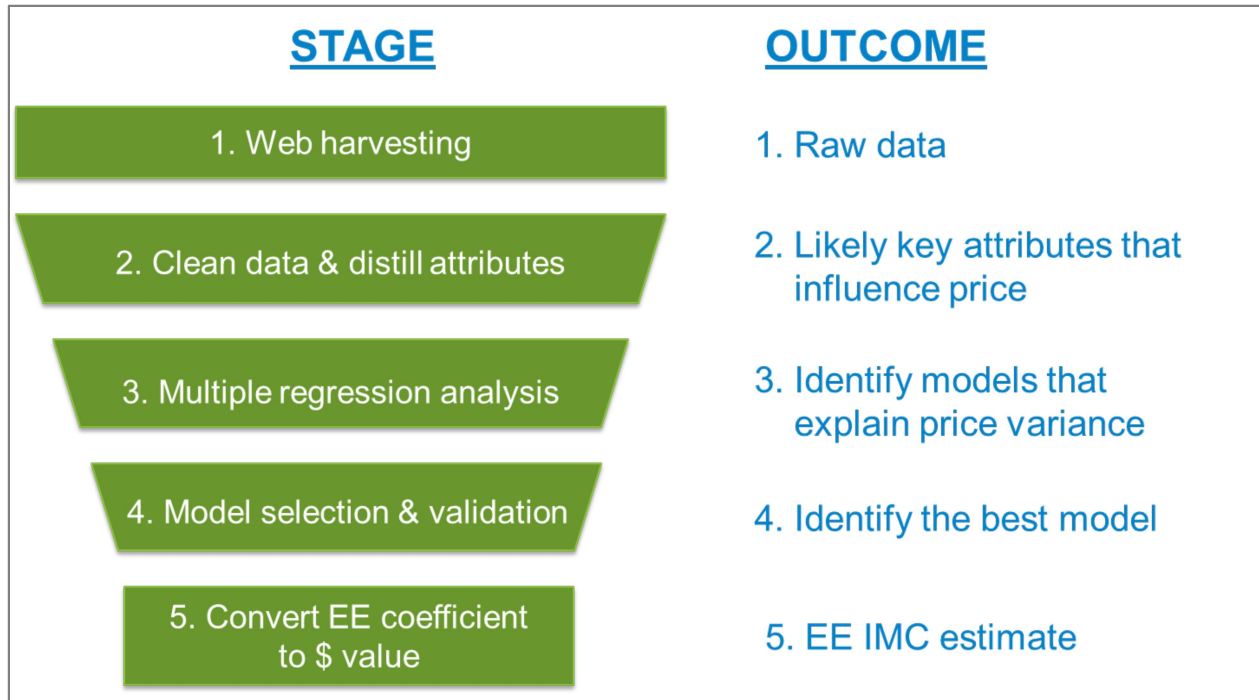 STAGE
OUTCOME
1. Web harvesting
1. Raw data
2. Clean data & distill attributes
2. Likely key attributes that
influence price
3. Multiple regression analysis
3. Identify models that
explain price variance
4. Model selection & validation
4. Identify the best model
5. Convert EE coefficient
to $ value
5. EE IMC estimate